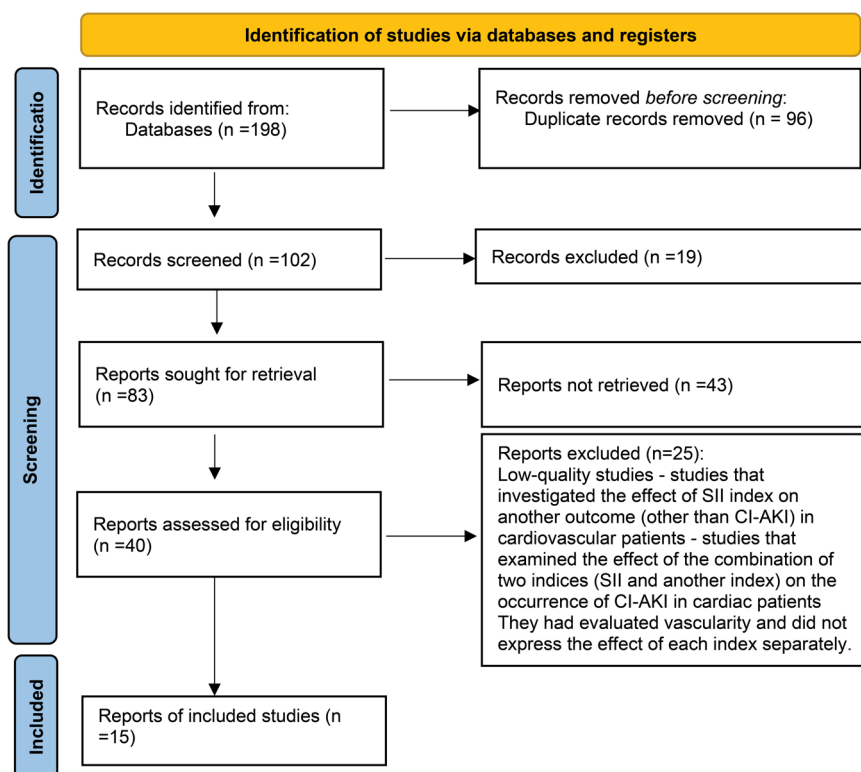 Identification of studies via databases and registers
Identificatio
Records identified from:
Databases (n =198)
Records removed before screening:
Duplicate records removed (n = 96)
Screening
Records screened (n =102)
Records excluded (n =19)
Reports sought for retrieval
(n =83)
Reports not retrieved (n =43)
Reports assessed for eligibility
(n =40)
Reports excluded (n=25):
Low-quality studies - studies that
investigated the effect of SII index on
another outcome (other than CI-AKI) in
cardiovascular patients - studies that
examined the effect of the combination of
two indices (SII and another index) on the
occurrence of CI-AKI in cardiac patients
They had evaluated vascularity and did not
express the effect of each index separately.
Included
Reports of included studies (n
=15)